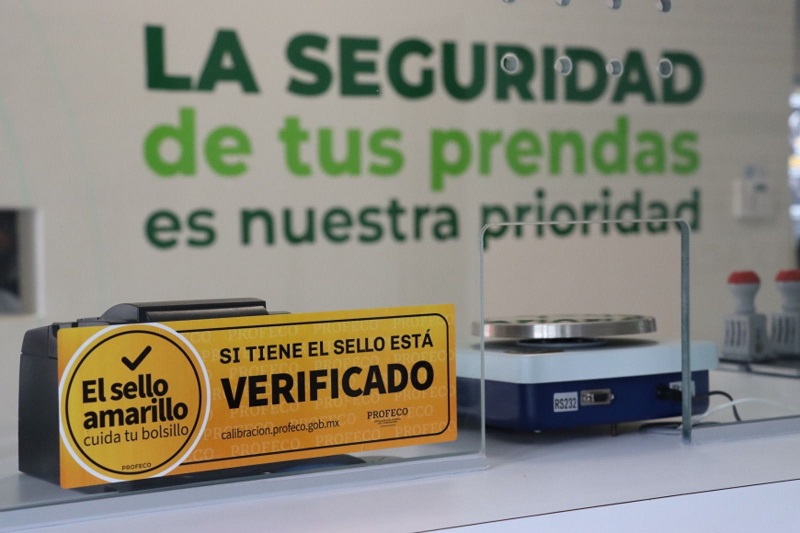 LA SEGURIDAD
de tus prendas
es nuestra prioridad
El sello
amarillo
cuida tu bolsillo
PROFECO
SI TIENE EL SELLO ESTÁ
VERIFICADO
calibracion.profeco.gob.mx
PROFECO
RS232